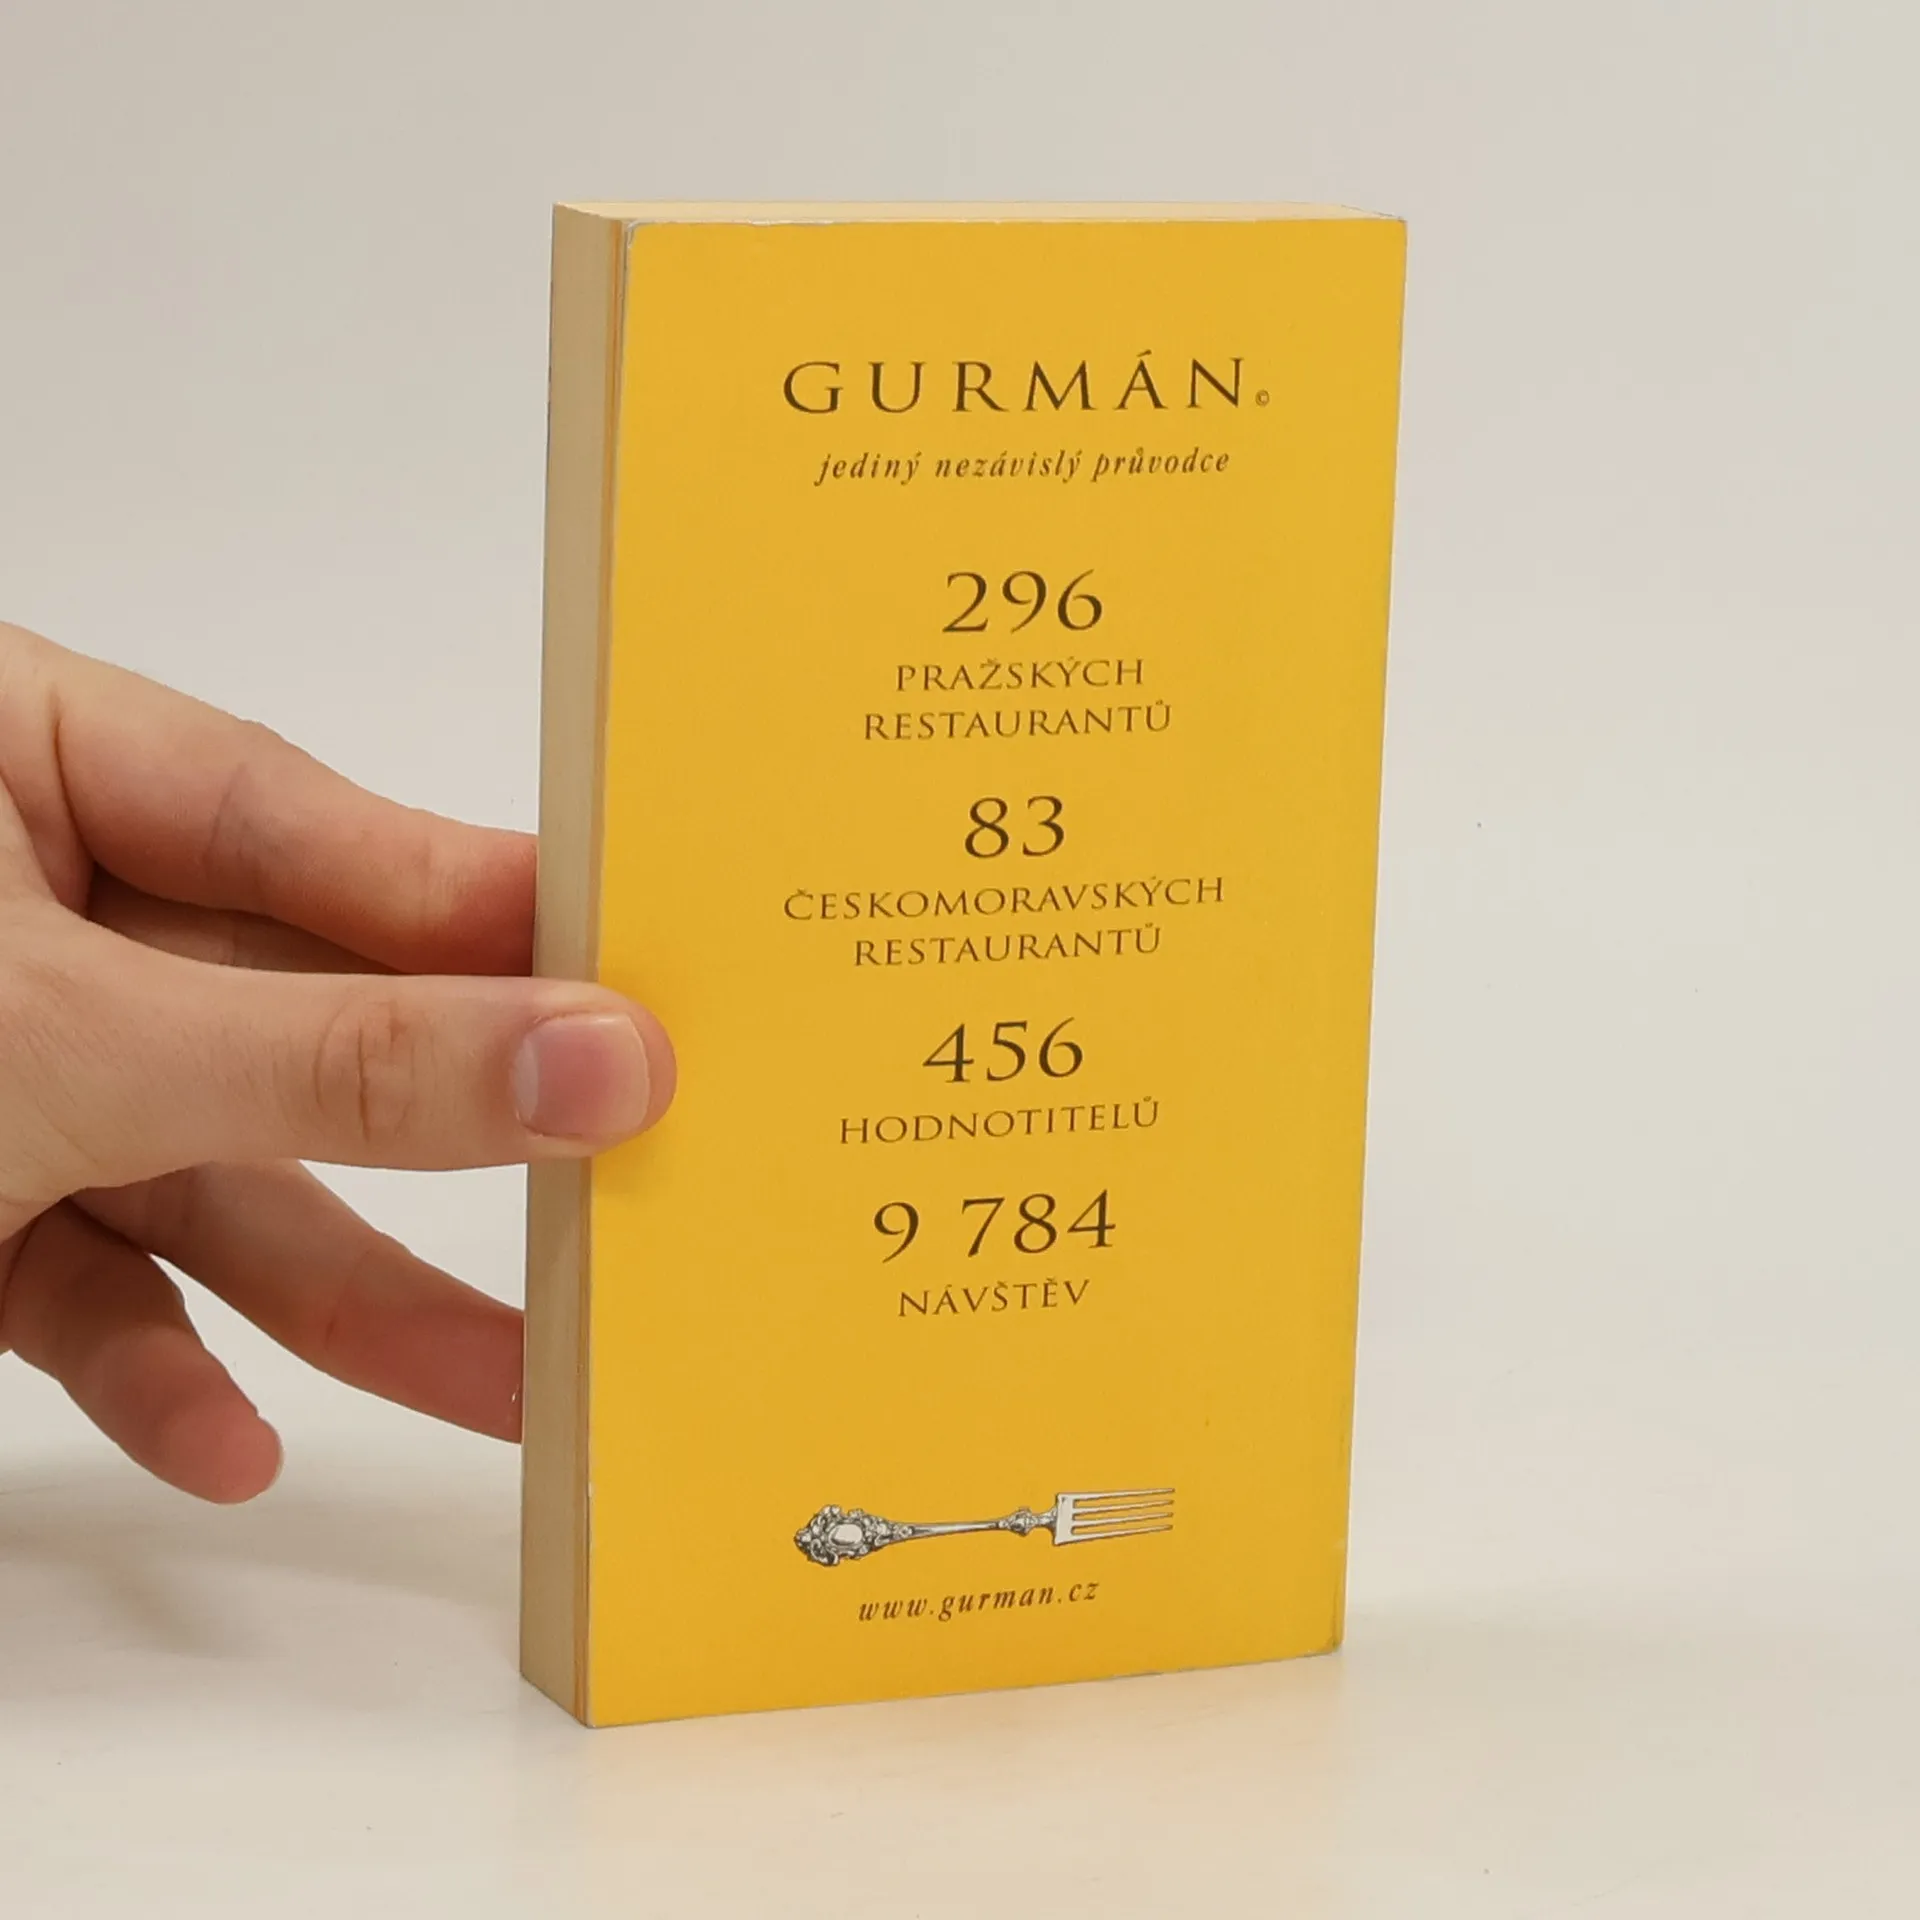 GURMÁN©
jediný nezávislý průvodce
296
PRAŽSKÝCH
RESTAURANTŮ
83
ČESKOMORAVSKÝCH
RESTAURANTŮ
456
HODNOTITELŮ
9 784
NÁVŠTĚV
www.gurman.cz